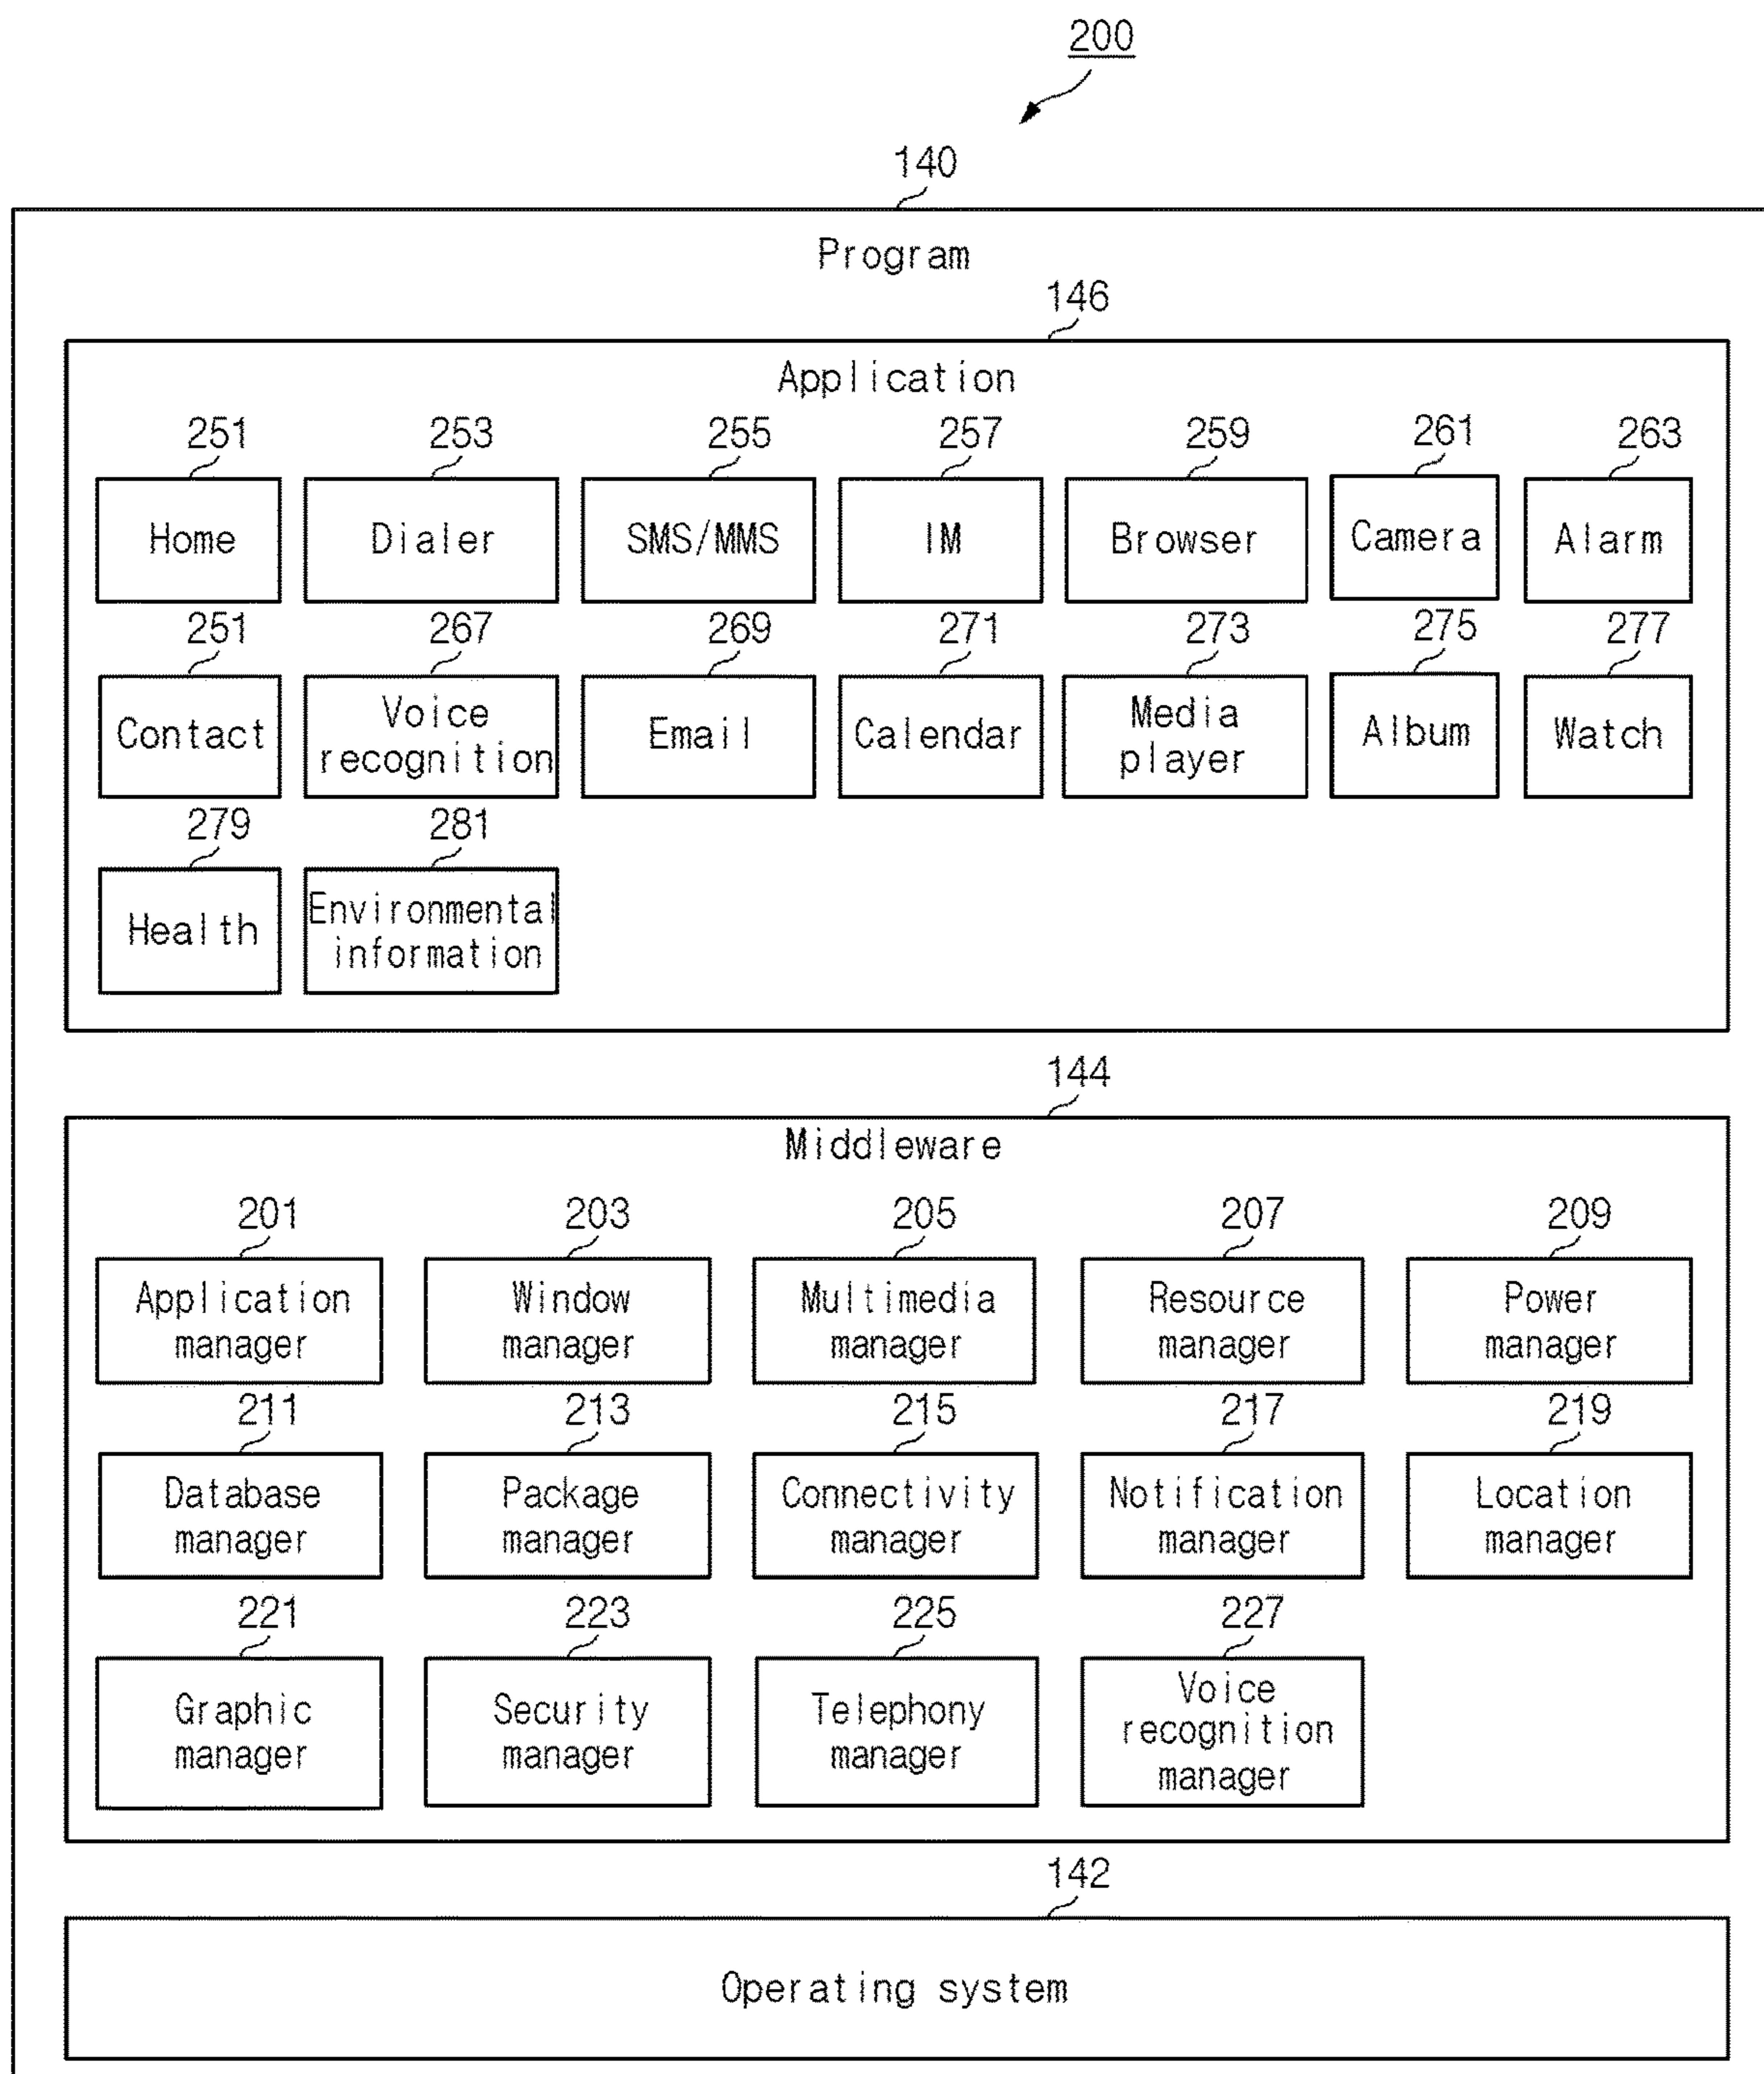 200
140
Program
146
Application
251 253 255 257 259 261 263
Home Dialer SMS/MMS IM Browser Camera Alarm
251 267 269 271 273 275 277
Contact Voice recognition Email Calendar Media player Album Watch
279 281
Health Environmental information
144
Middleware
201 203 205 207 209
Application manager Window manager Multimedia manager Resource manager Power manager
211 213 215 217 219
Database manager Package manager Connectivity manager Notification manager Location manager
221 223 225 227
Graphic manager Security manager Telephony manager Voice recognition manager
142
Operating system